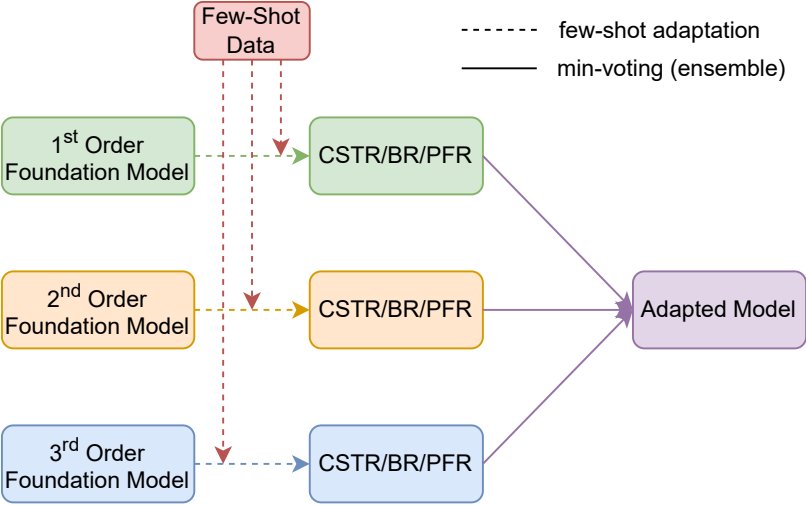 Few-Shot
Data
few-shot adaptation
min-voting (ensemble)
1st Order
Foundation Model
CSTR/BR/PFR
2nd Order
Foundation Model
CSTR/BR/PFR
Adapted Model
3rd Order
Foundation Model
CSTR/BR/PFR